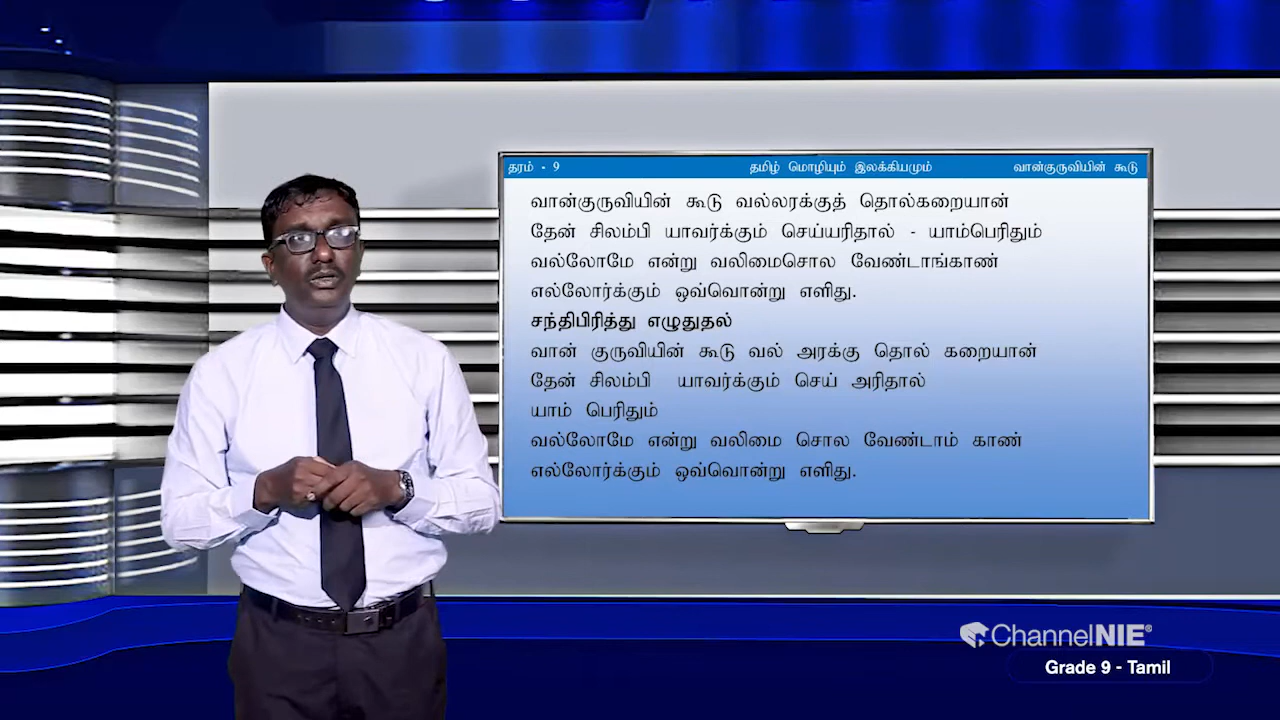 தரம் - 9 தமிழ் மொழியும் இலக்கியமும் வான்குருவியின் கூடு
வான்குருவியின் கூடு வல்லரக்குத் தொல்கறையான்
தேன் சிலம்பி யாவர்க்கும் செய்யரிதால் - யாம்பெரிதும்
வல்லோமே என்று வலிமைசொல வேண்டாங்காண்
எல்லோர்க்கும் ஒவ்வொன்று எளிது.
சந்திபிரித்து எழுதுதல்
வான் குருவியின் கூடு வல் அரக்கு தொல் கறையான்
தேன் சிலம்பி யாவர்க்கும் செய் அரிதால்
யாம் பெரிதும்
வல்லோமே என்று வலிமை சொல வேண்டாம் காண்
எல்லோர்க்கும் ஒவ்வொன்று எளிது.
ChannelNIE®
Grade 9 - Tamil